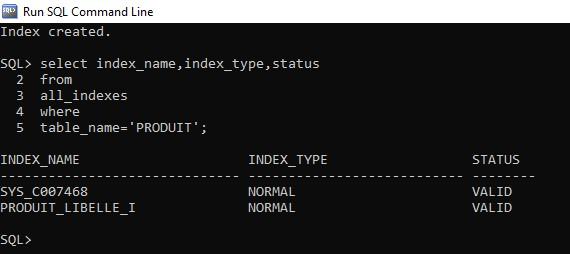 Run SQL Command Line
Index created.
SQL> select index_name,index_type,status
2 from
3 all_indexes
4 where
5 table_name='PRODUIT';
INDEX_NAME INDEX_TYPE STATUS
------------------------------ --------------------------- --------
SYS_C007468 NORMAL VALID
PRODUIT_LIBELLE_I NORMAL VALID
SQL>